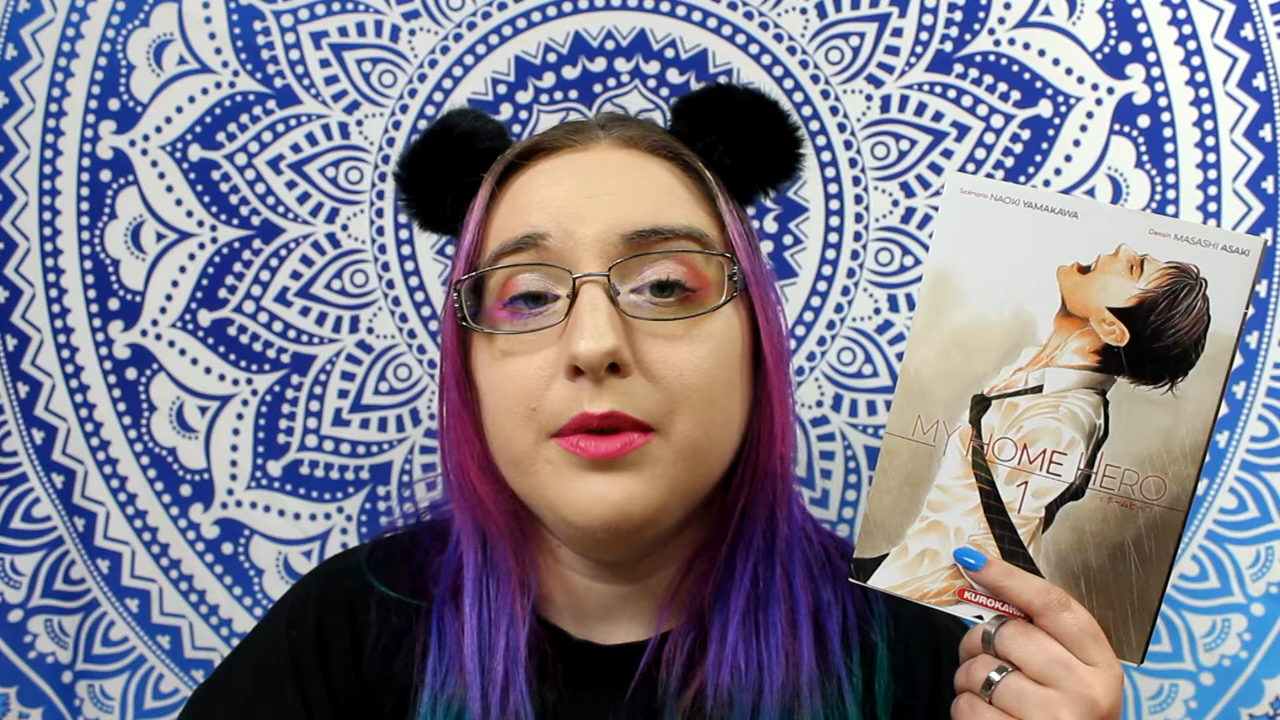 Scénario NAOKI YAMAKAWA
Dessin MASASHI ASAKI
MY HOME HERO
1
KUROKAWA